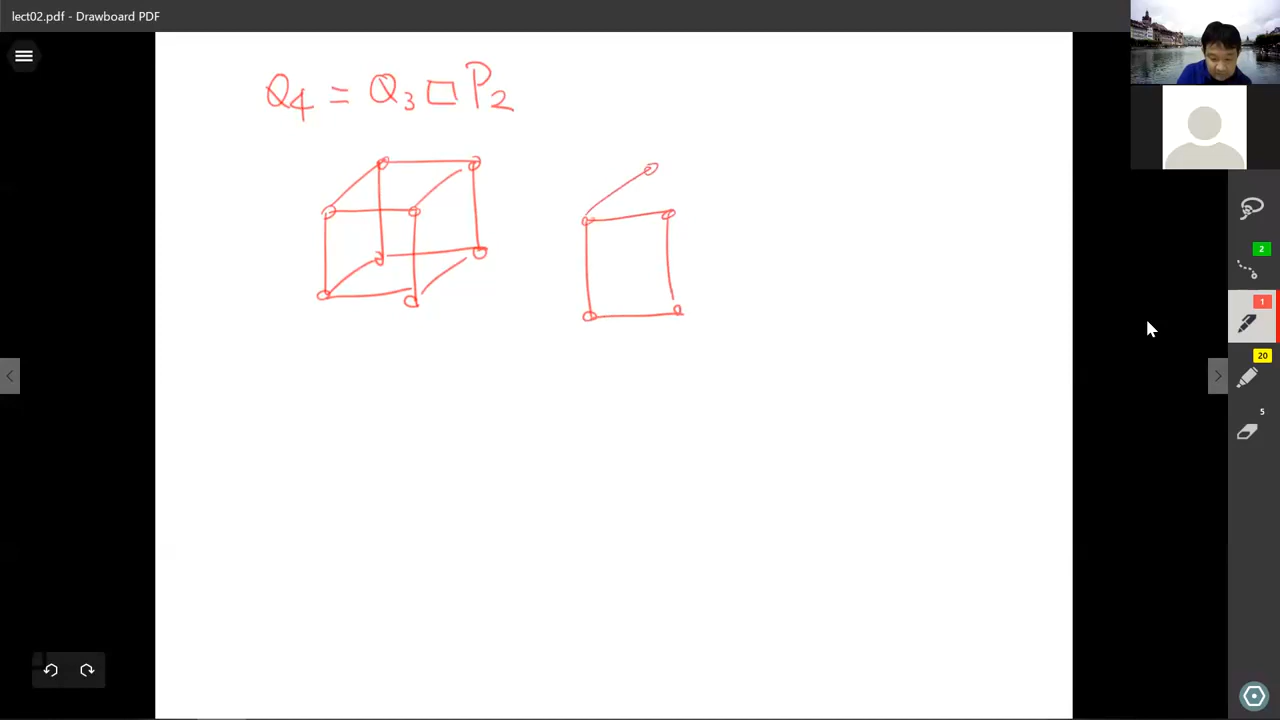 lect02.pdf - Drawboard PDF
Q₄ = Q₃ □ P₂
2
1
20
5